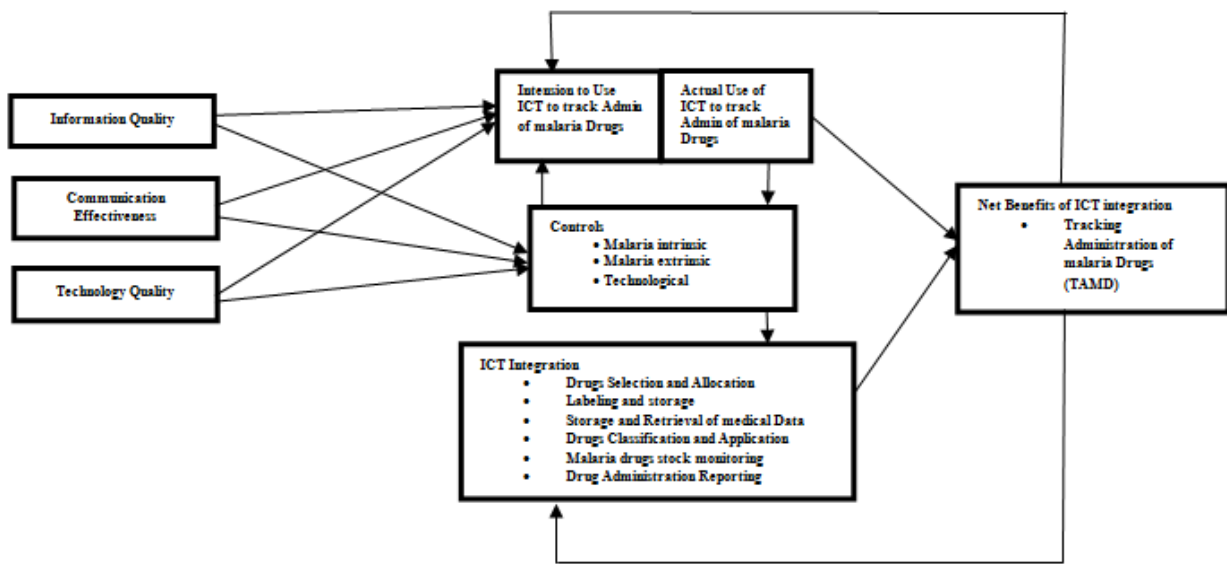 Information Quality
Communication
Effectiveness
Technology Quality
Intension to Use
ICT to track Admin
of malaria Drugs
Actual Use of
ICT to track
Admin of malaria
Drugs
Controls
• Malaria intrinsic
• Malaria extrinsic
• Technological
ICT Integration
• Drugs Selection and Allocation
• Labeling and storage
• Storage and Retrieval of medical Data
• Drugs Classification and Application
• Malaria drugs stock monitoring
• Drug Administration Reporting
Net Benefits of ICT integration
• Tracking
Administration of
malaria Drugs
(TAMD)